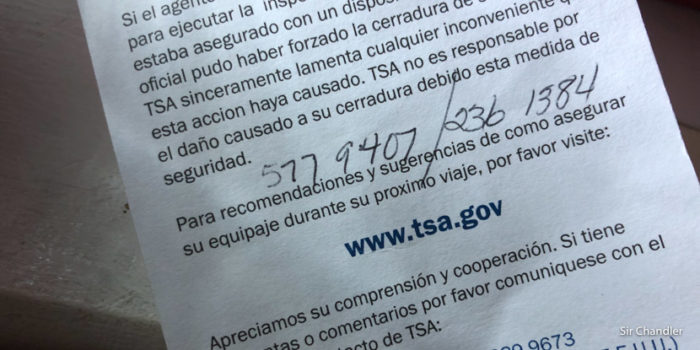 Si el agente
para ejecutar la inspe
estaba asegurado con un dispos
oficial pudo haber forzado la cerradura de s
TSA sinceramente lamenta cualquier inconveniente q
esta accion haya causado. TSA no es responsable por
el daño causado a su cerradura debido esta medida de
seguridad.
577 9407 / 236 1384
Para recomendaciones y sugerencias de como asegurar
su equipaje durante su proximo viaje, por favor visite:
www.tsa.gov
Apreciamos su comprensión y cooperación. Si tiene
ntas o comentarios por favor comuniquese con el
cto de TSA:
9673
Sir Chandler